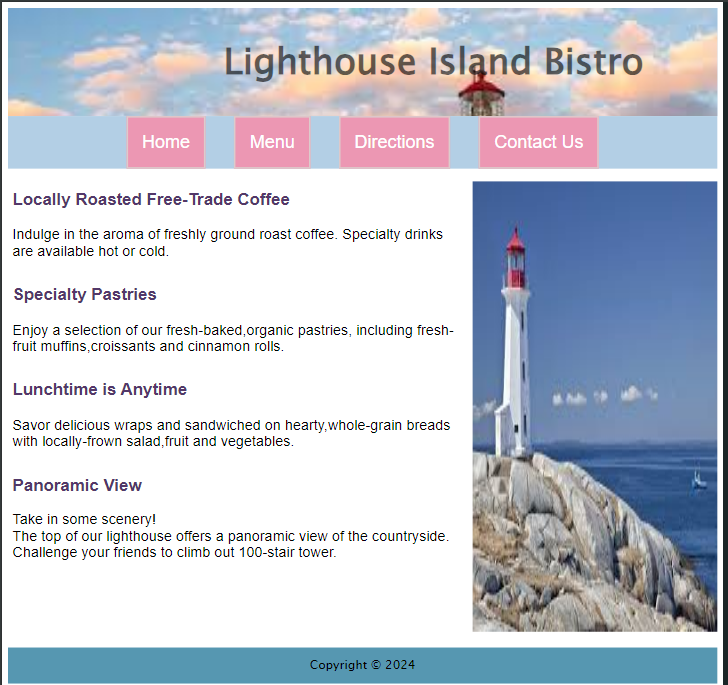 Lighthouse Island Bistro
Home Menu Directions Contact Us
Locally Roasted Free-Trade Coffee
Indulge in the aroma of freshly ground roast coffee. Specialty drinks
are available hot or cold.
Specialty Pastries
Enjoy a selection of our fresh-baked,organic pastries, including fresh-
fruit muffins,croissants and cinnamon rolls.
Lunchtime is Anytime
Savor delicious wraps and sandwiched on hearty,whole-grain breads
with locally-frown salad,fruit and vegetables.
Panoramic View
Take in some scenery!
The top of our lighthouse offers a panoramic view of the countryside.
Challenge your friends to climb out 100-stair tower.
Copyright © 2024